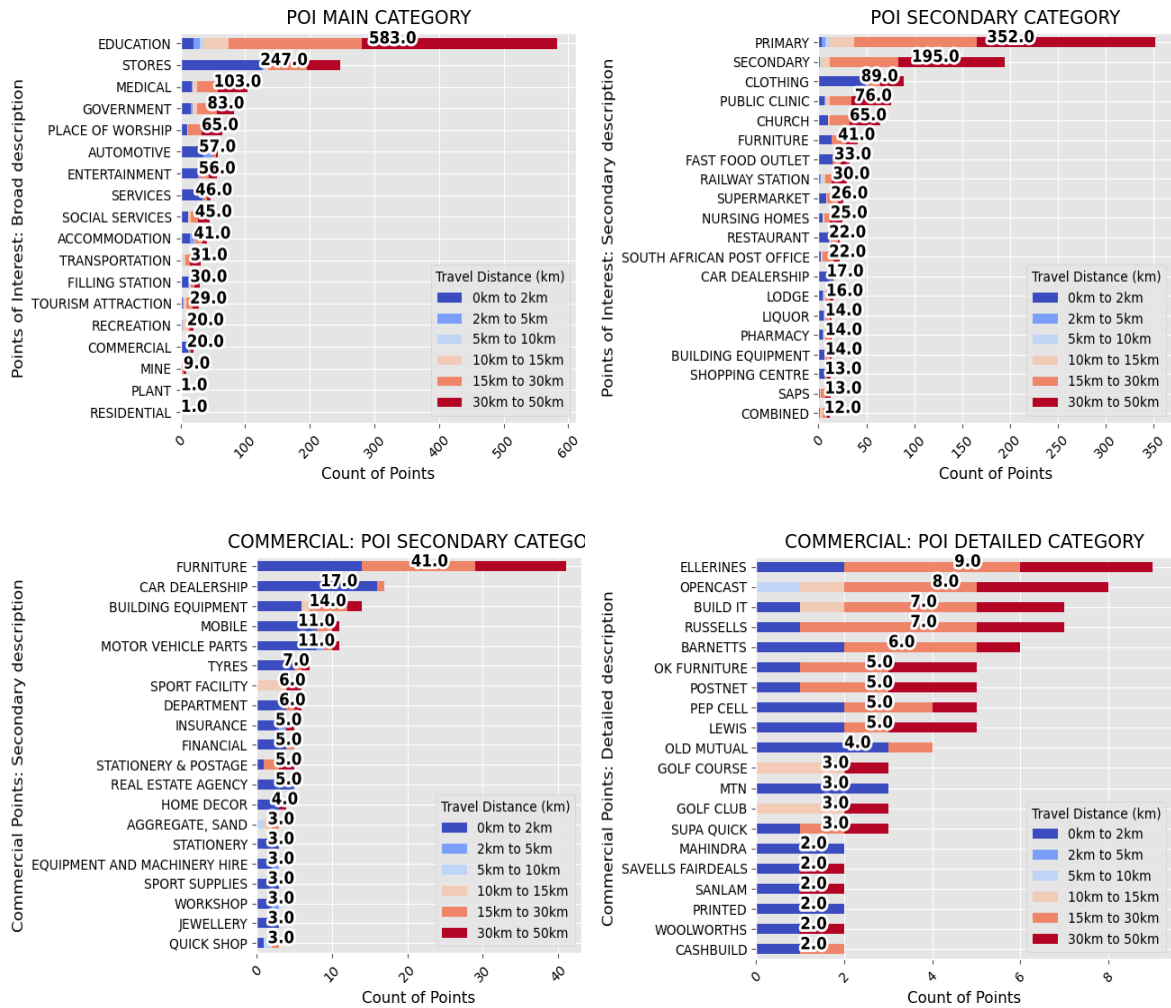 POI MAIN CATEGORY
Points of Interest: Broad description
EDUCATION 583.0
STORES 247.0
MEDICAL 103.0
GOVERNMENT 83.0
PLACE OF WORSHIP 65.0
AUTOMOTIVE 57.0
ENTERTAINMENT 56.0
SERVICES 46.0
SOCIAL SERVICES 45.0
ACCOMMODATION 41.0
TRANSPORTATION 31.0
FILLING STATION 30.0
TOURISM ATTRACTION 29.0
RECREATION 20.0
COMMERCIAL 20.0
MINE 9.0
PLANT 1.0
RESIDENTIAL 1.0
Travel Distance (km)
0km to 2km
2km to 5km
5km to 10km
10km to 15km
15km to 30km
30km to 50km
0 100 200 300 400 500 600
Count of Points
POI SECONDARY CATEGORY
Points of Interest: Secondary description
PRIMARY 352.0
SECONDARY 195.0
CLOTHING 89.0
PUBLIC CLINIC 76.0
CHURCH 65.0
FURNITURE 41.0
FAST FOOD OUTLET 33.0
RAILWAY STATION 30.0
SUPERMARKET 26.0
NURSING HOMES 25.0
RESTAURANT 22.0
SOUTH AFRICAN POST OFFICE 22.0
CAR DEALERSHIP 17.0
LODGE 16.0
LIQUOR 14.0
PHARMACY 14.0
BUILDING EQUIPMENT 14.0
SHOPPING CENTRE 13.0
SAPS 13.0
COMBINED 12.0
Travel Distance (km)
0km to 2km
2km to 5km
5km to 10km
10km to 15km
15km to 30km
30km to 50km
0 50 100 150 200 250 300 350
Count of Points
COMMERCIAL: POI SECONDARY CATEGO
Commercial Points: Secondary description
FURNITURE 41.0
CAR DEALERSHIP 17.0
BUILDING EQUIPMENT 14.0
MOBILE 11.0
MOTOR VEHICLE PARTS 11.0
TYRES 7.0
SPORT FACILITY 6.0
DEPARTMENT 6.0
INSURANCE 5.0
FINANCIAL 5.0
STATIONERY & POSTAGE 5.0
REAL ESTATE AGENCY 5.0
HOME DECOR 4.0
AGGREGATE, SAND 3.0
STATIONERY 3.0
EQUIPMENT AND MACHINERY HIRE 3.0
SPORT SUPPLIES 3.0
WORKSHOP 3.0
JEWELLERY 3.0
QUICK SHOP 3.0
Travel Distance (km)
0km to 2km
2km to 5km
5km to 10km
10km to 15km
15km to 30km
30km to 50km
0 10 20 30 40
Count of Points
COMMERCIAL: POI DETAILED CATEGORY
Commercial Points: Detailed description
ELLERINES 9.0
OPENCAST 8.0
BUILD IT 7.0
RUSSELLS 7.0
BARNETTS 6.0
OK FURNITURE 5.0
POSTNET 5.0
PEP CELL 5.0
LEWIS 5.0
OLD MUTUAL 4.0
GOLF COURSE 3.0
MTN 3.0
GOLF CLUB 3.0
SUPA QUICK 3.0
MAHINDRA 2.0
SAVELLS FAIRDEALS 2.0
SANLAM 2.0
PRINTED 2.0
WOOLWORTHS 2.0
CASHBUILD 2.0
Travel Distance (km)
0km to 2km
2km to 5km
5km to 10km
10km to 15km
15km to 30km
30km to 50km
0 2 4 6 8
Count of Points